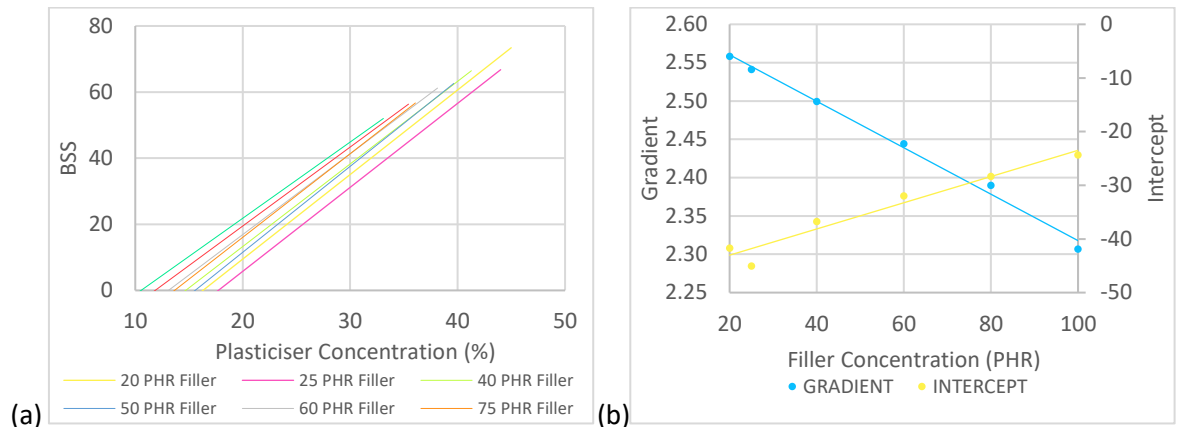 80
60
40
20
0
BSS
10 20 30 40 50
Plasticiser Concentration (%)
20 PHR Filler 25 PHR Filler 40 PHR Filler
50 PHR Filler 60 PHR Filler 75 PHR Filler
(a)
2.60
2.55
2.50
2.45
2.40
2.35
2.30
2.25
Gradient
0
-10
-20
-30
-40
-50
Intercept
20 40 60 80 100
Filler Concentration (PHR)
GRADIENT INTERCEPT
(b)